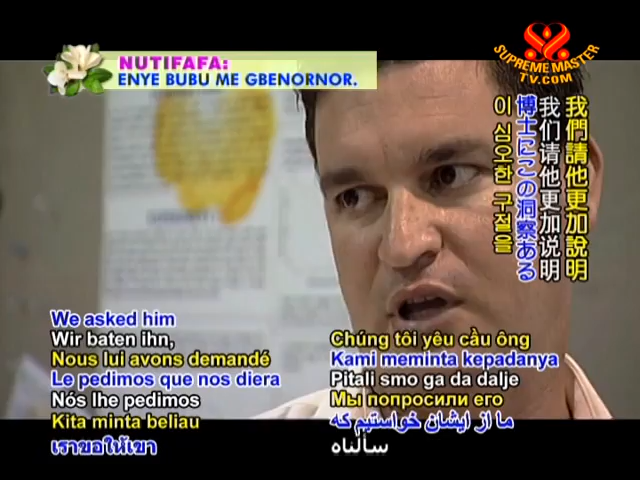 NUTIFAFA:
ENYE BUBU ME GBENORNOR.
SUPREME MASTER
TV.COM
我們請他更加說明
我们请他更加说明
博士にこの洞察ある
이 심오한 구절을
We asked him
Wir baten ihn,
Nous lui avons demandé
Le pedimos que nos diera
Nós lhe pedimos
Kita minta beliau
เราขอให้เขา
Chúng tôi yêu cầu ông
Kami meminta kepadanya
Pitali smo ga da dalje
Мы попросили его
ما از ایشان خواستیم که
سألناه